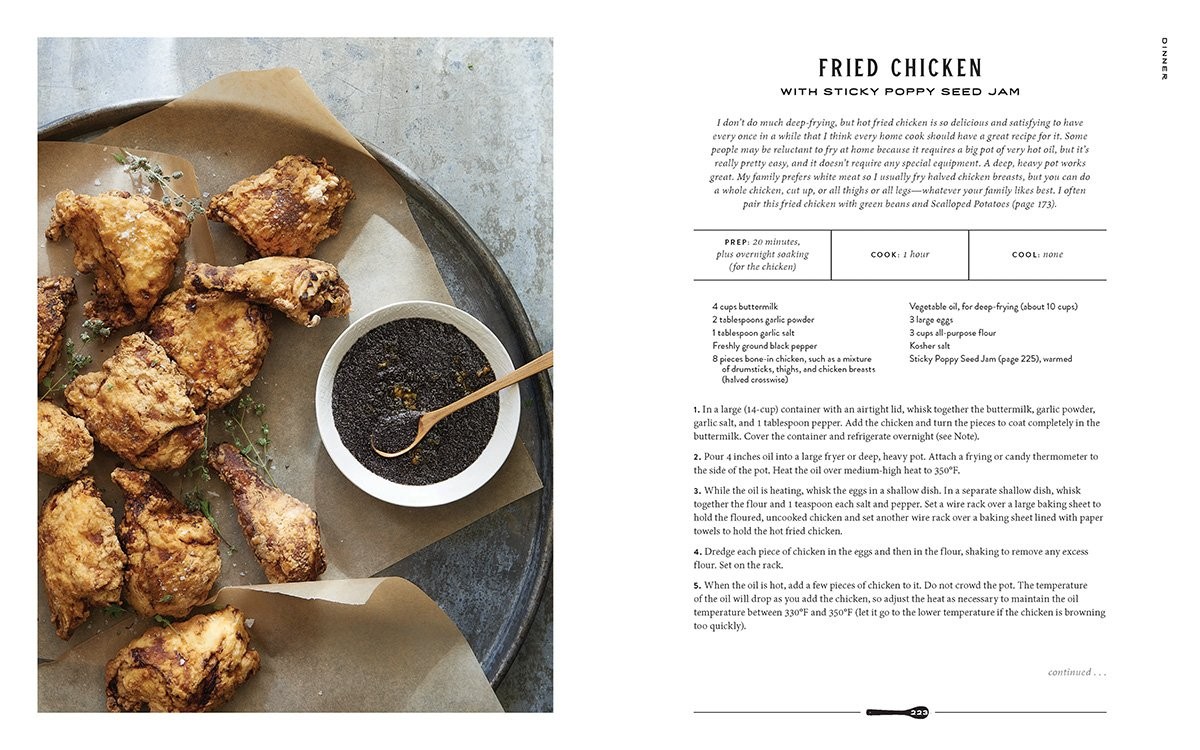 DINNER
FRIED CHICKEN
WITH STICKY POPPY SEED JAM
I don't do much deep-frying, but hot fried chicken is so delicious and satisfying to have
every once in a while that I think every home cook should have a great recipe for it. Some
people may be reluctant to fry at home because it requires a big pot of very hot oil, but it's
really pretty easy, and it doesn't require any special equipment. A deep, heavy pot works
great. My family prefers white meat so I usually fry halved chicken breasts, but you can do
a whole chicken, cut up, or all thighs or all legs—whatever your family likes best. I often
pair this fried chicken with green beans and Scalloped Potatoes (page 173).
PREP: 20 minutes,
plus overnight soaking
(for the chicken)
COOK: 1 hour
COOL: none
4 cups buttermilk
2 tablespoons garlic powder
1 tablespoon garlic salt
Freshly ground black pepper
8 pieces bone-in chicken, such as a mixture
of drumsticks, thighs, and chicken breasts
(halved crosswise)
Vegetable oil, for deep-frying (about 10 cups)
3 large eggs
3 cups all-purpose flour
Kosher salt
Sticky Poppy Seed Jam (page 225), warmed
1. In a large (14-cup) container with an airtight lid, whisk together the buttermilk, garlic powder,
garlic salt, and 1 tablespoon pepper. Add the chicken and turn the pieces to coat completely in the
buttermilk. Cover the container and refrigerate overnight (see Note).
2. Pour 4 inches oil into a large fryer or deep, heavy pot. Attach a frying or candy thermometer to
the side of the pot. Heat the oil over medium-high heat to 350°F.
3. While the oil is heating, whisk the eggs in a shallow dish. In a separate shallow dish, whisk
together the flour and 1 teaspoon each salt and pepper. Set a wire rack over a large baking sheet to
hold the floured, uncooked chicken and set another wire rack over a baking sheet lined with paper
towels to hold the hot fried chicken.
4. Dredge each piece of chicken in the eggs and then in the flour, shaking to remove any excess
flour. Set on the rack.
5. When the oil is hot, add a few pieces of chicken to it. Do not crowd the pot. The temperature
of the oil will drop as you add the chicken, so adjust the heat as necessary to maintain the oil
temperature between 330°F and 350°F (let it go to the lower temperature if the chicken is browning
too quickly).
continued . . .
223